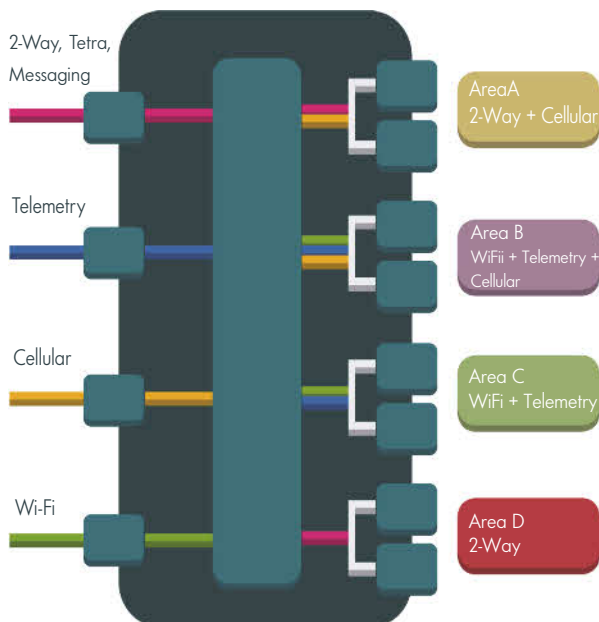 2-Way, Tetra,
Messaging
Telemetry
Cellular
Wi-Fi
AreaA
2-Way + Cellular
Area B
WiFii + Telemetry +
Cellular
Area C
WiFi + Telemetry
Area D
2-Way